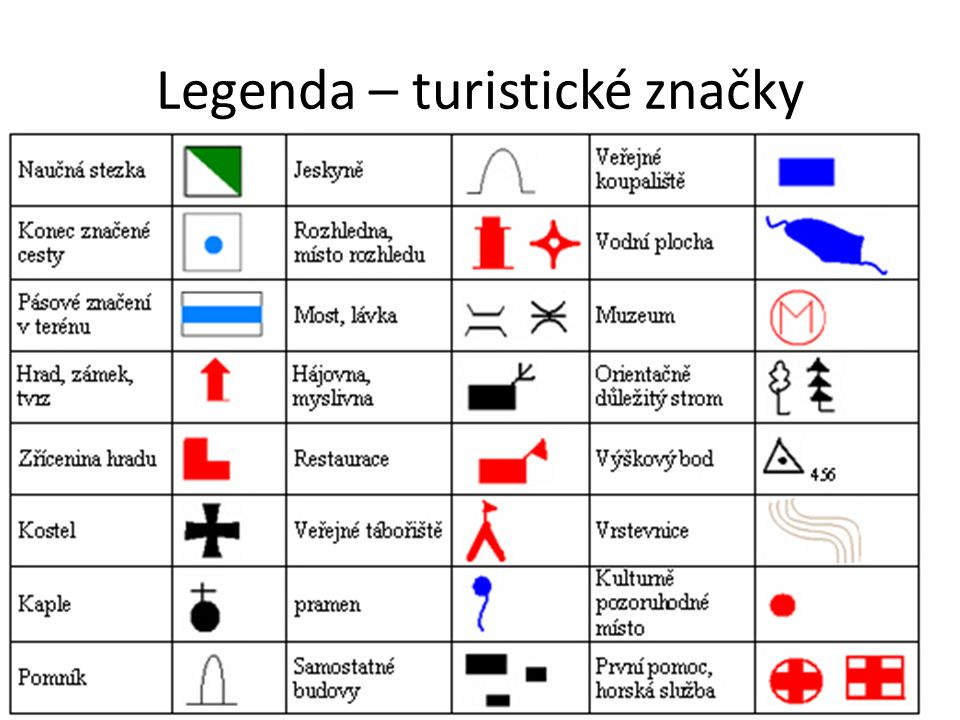 Legenda – turistické značky
Naučná stezka
Jeskyně
Veřejné
koupaliště
Konec značené
cesty
Rozhledna,
místo rozhledu
Vodní plocha
Pásové značení
v terénu
Most, lávka
Muzeum
M
Hrad, zámek,
tvrz
Hájovna,
myslivna
Orientačně
důležitý strom
Zřícenina hradu
Restaurace
Výškový bod
456
Kostel
Veřejné tábořiště
Vrstevnice
Kaple
pramen
Kulturně
pozoruhodné
místo
Pomník
Samostatné
budovy
První pomoc,
horská služba